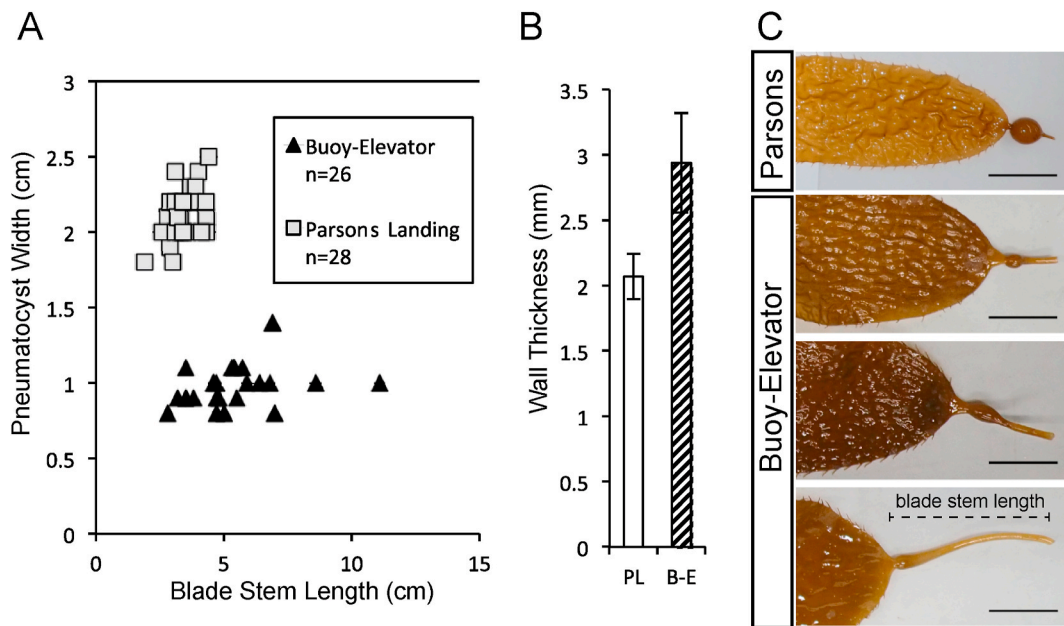 A
B
C
Pneumatocyst Width (cm)
3
2.5
2
1.5
1
0.5
0
0
5
10
15
Blade Stem Length (cm)
Buoy-Elevator
n=26
Parsons Landing
n=28
Wall Thickness (mm)
3.5
3
2.5
2
1.5
1
0.5
0
PL
B-E
Parsons
Buoy-Elevator
blade stem length